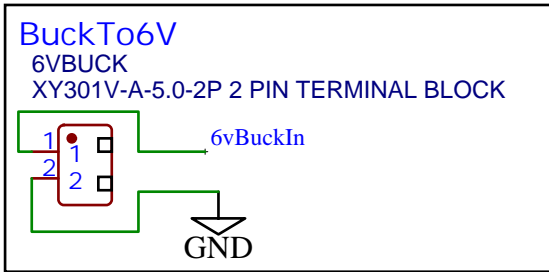 BuckTo6V
6VBUCK
XY301V-A-5.0-2P 2 PIN TERMINAL BLOCK
1
1
6vBuckIn
2
2
GND